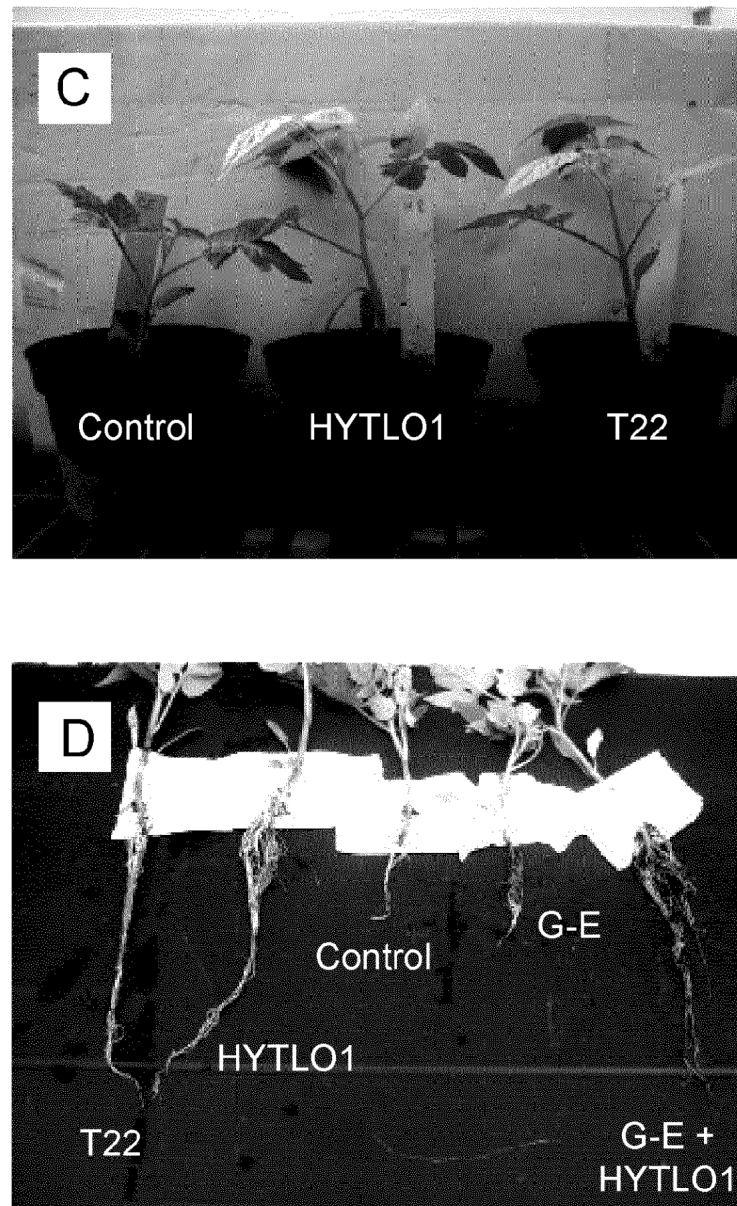 C
Control HYTLO1 T22
D
G-E
Control
HYTLO1
T22
G-E +
HYTLO1